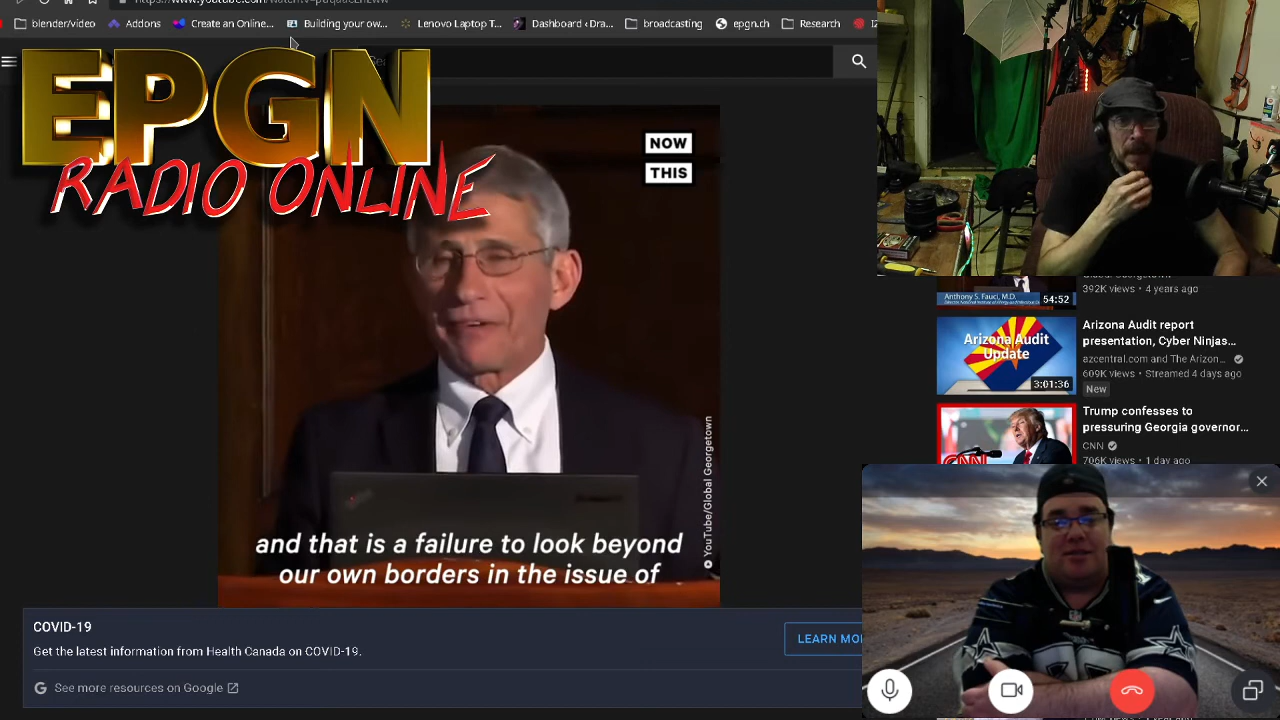 blender/video
Addons
Create an Online...
Building your ow...
Lenovo Laptop T...
Dashboard ‹ Dra...
broadcasting
epgn.ch
Research
EPGN
RADIO ONLINE
NOW
THIS
YouTube/Global Georgetown
and that is a failure to look beyond
our own borders in the issue of
COVID-19
Get the latest information from Health Canada on COVID-19.
LEARN MO
See more resources on Google
Anthony S. Fauci, M.D.
54:52
392K views • 4 years ago
Arizona Audit
Update
3:01:36
Arizona Audit report
presentation, Cyber Ninjas...
azcentral.com and The Arizon...
609K views • Streamed 4 days ago
New
CNN
Trump confesses to
pressuring Georgia governor...
CNN
706K views • 1 day ago